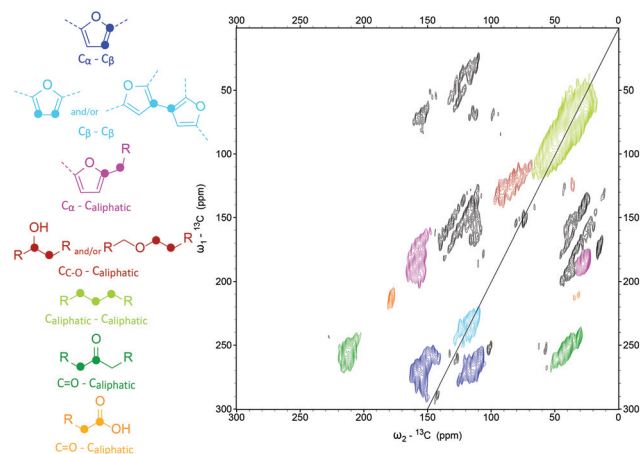 O
Cα – Cβ
O
and/or
O
O
Cβ – Cβ
R
O
Cα – Caliphatic
OH
R
R
and/or
R
O
R
CC-O – Caliphatic
R
R
Caliphatic – Caliphatic
O
R
R
C=O - Caliphatic
O
R
OH
C=O – Caliphatic
300 250 200 150 100 50 0
50
100
150
200
250
300
ω1 - 13C (ppm)
50
100
150
200
250
300
200 150 100 50 0
ω2 - 13C (ppm)